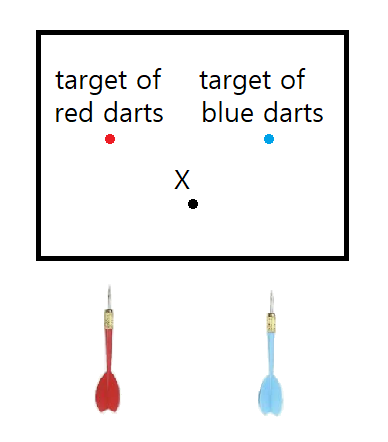 target of
red darts
target of
blue darts
X